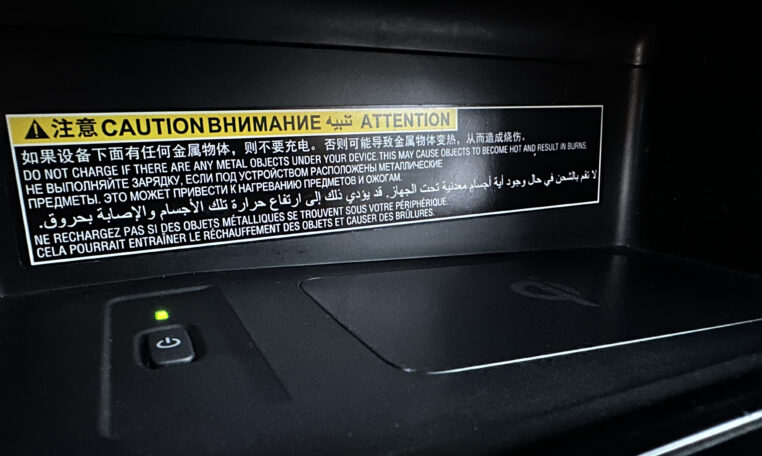 注意 CAUTION ВНИМАНИЕ تنبيه ATTENTION
如果设备下面有任何金属物体，则不要充电。否则可能导致金属物体变热，从而造成烧伤。
DO NOT CHARGE IF THERE ARE ANY METAL OBJECTS UNDER YOUR DEVICE. THIS MAY CAUSE OBJECTS TO BECOME HOT AND RESULT IN BURNS.
НЕ ВЫПОЛНЯЙТЕ ЗАРЯДКУ, ЕСЛИ ПОД УСТРОЙСТВОМ РАСПОЛОЖЕНЫ МЕТАЛЛИЧЕСКИЕ
ПРЕДМЕТЫ. ЭТО МОЖЕТ ПРИВЕСТИ К НАГРЕВАНИЮ ПРЕДМЕТОВ И ОЖОГАМ.
لا تقم بالشحن في حال وجود أية أجسام معدنية تحت الجهاز. قد يؤدي ذلك إلى ارتفاع حرارة تلك الأجسام والإصابة بحروق.
NE RECHARGEZ PAS SI DES OBJETS MÉTALLIQUES SE TROUVENT SOUS VOTRE PÉRIPHÉRIQUE.
CELA POURRAIT ENTRAÎNER LE RÉCHAUFFEMENT DES OBJETS ET CAUSER DES BRÛLURES.